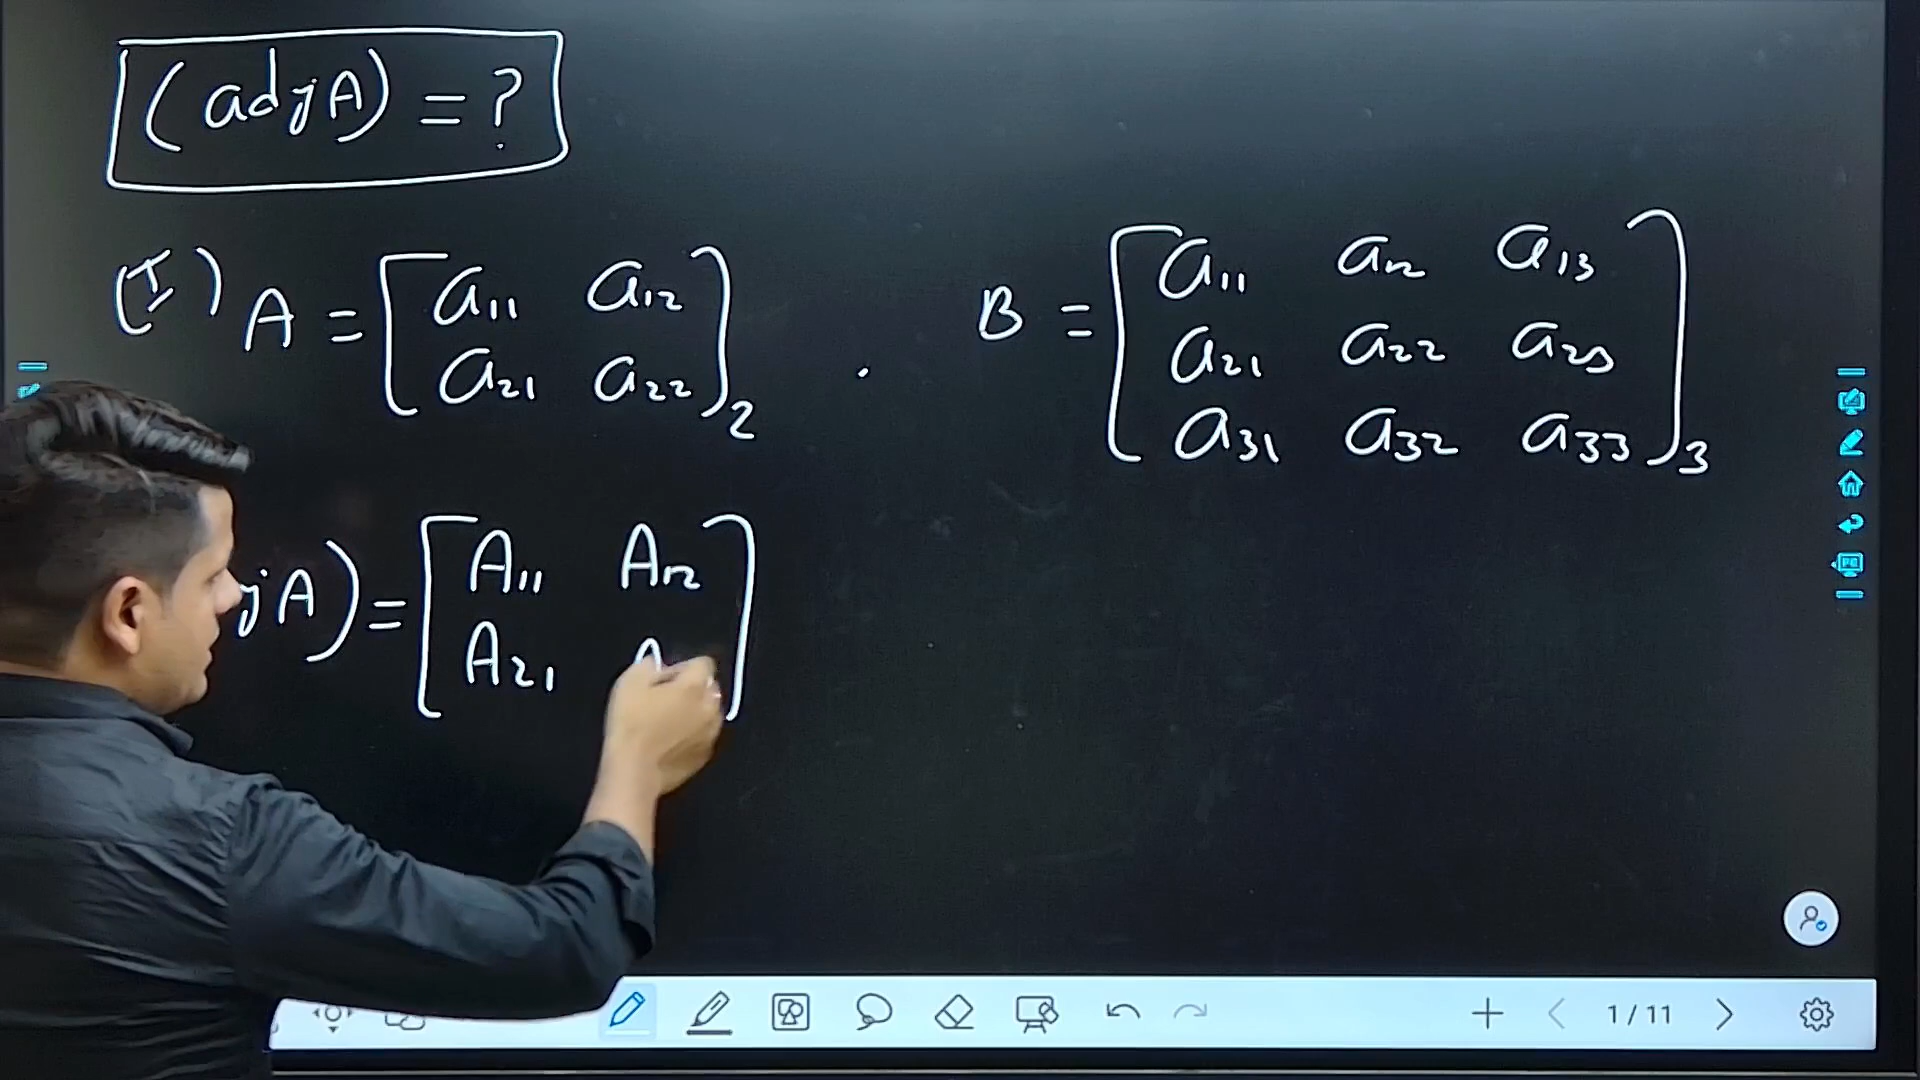 (adjA) = ?
(I) A = [ a11 a12
a21 a22 ]2
B = [ a11 a12 a13
a21 a22 a23
a31 a32 a33 ]3
jA) = [ A11 A12
A21 A ]
1 / 11